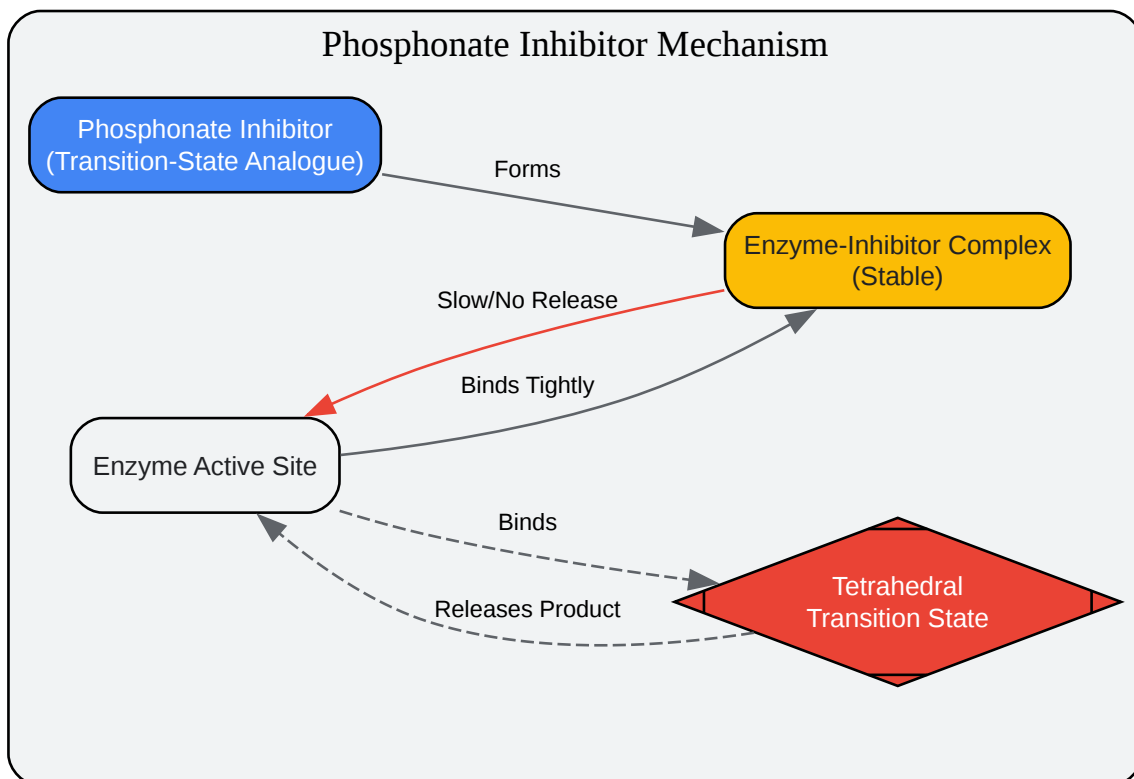 Phosphonate Inhibitor Mechanism
Phosphonate Inhibitor
(Transition-State Analogue)
Forms
Enzyme-Inhibitor Complex
(Stable)
Slow/No Release
Binds Tightly
Enzyme Active Site
Binds
Tetrahedral
Transition State
Releases Product